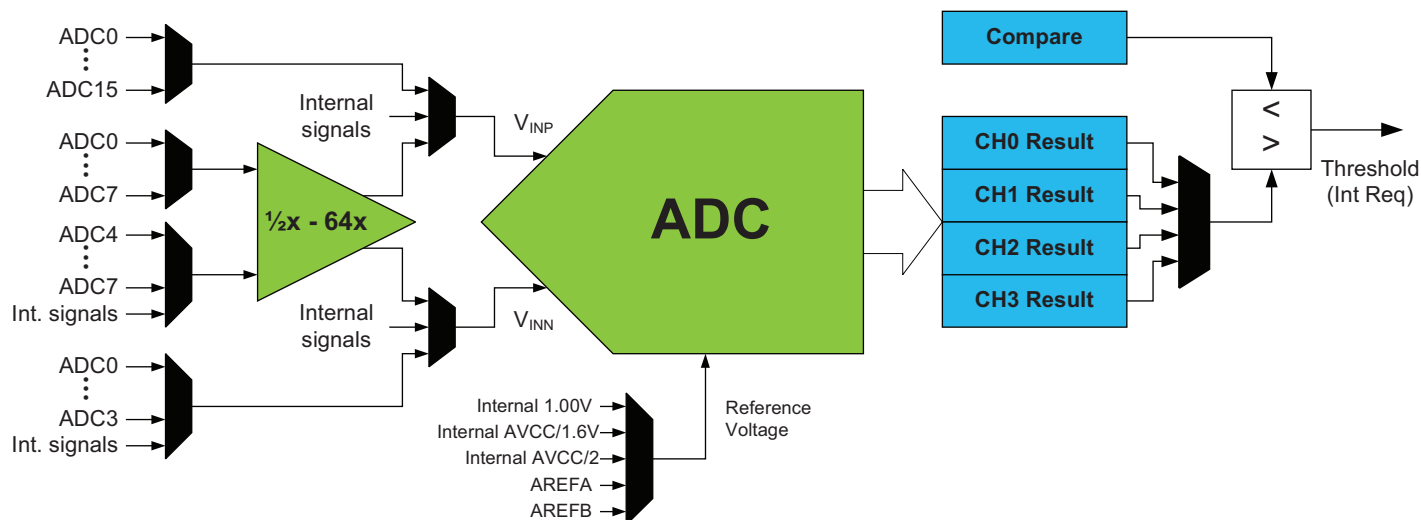 ADC0
ADC15
ADC0
ADC7
ADC4
ADC7
Int. signals
ADC0
ADC3
Int. signals
½x - 64x
Internal
signals
Internal
signals
VINP
VINN
ADC
Internal 1.00V
Internal AVCC/1.6V
Internal AVCC/2
AREFA
AREFB
Reference
Voltage
Compare
CH0 Result
CH1 Result
CH2 Result
CH3 Result
<
>
Threshold
(Int Req)